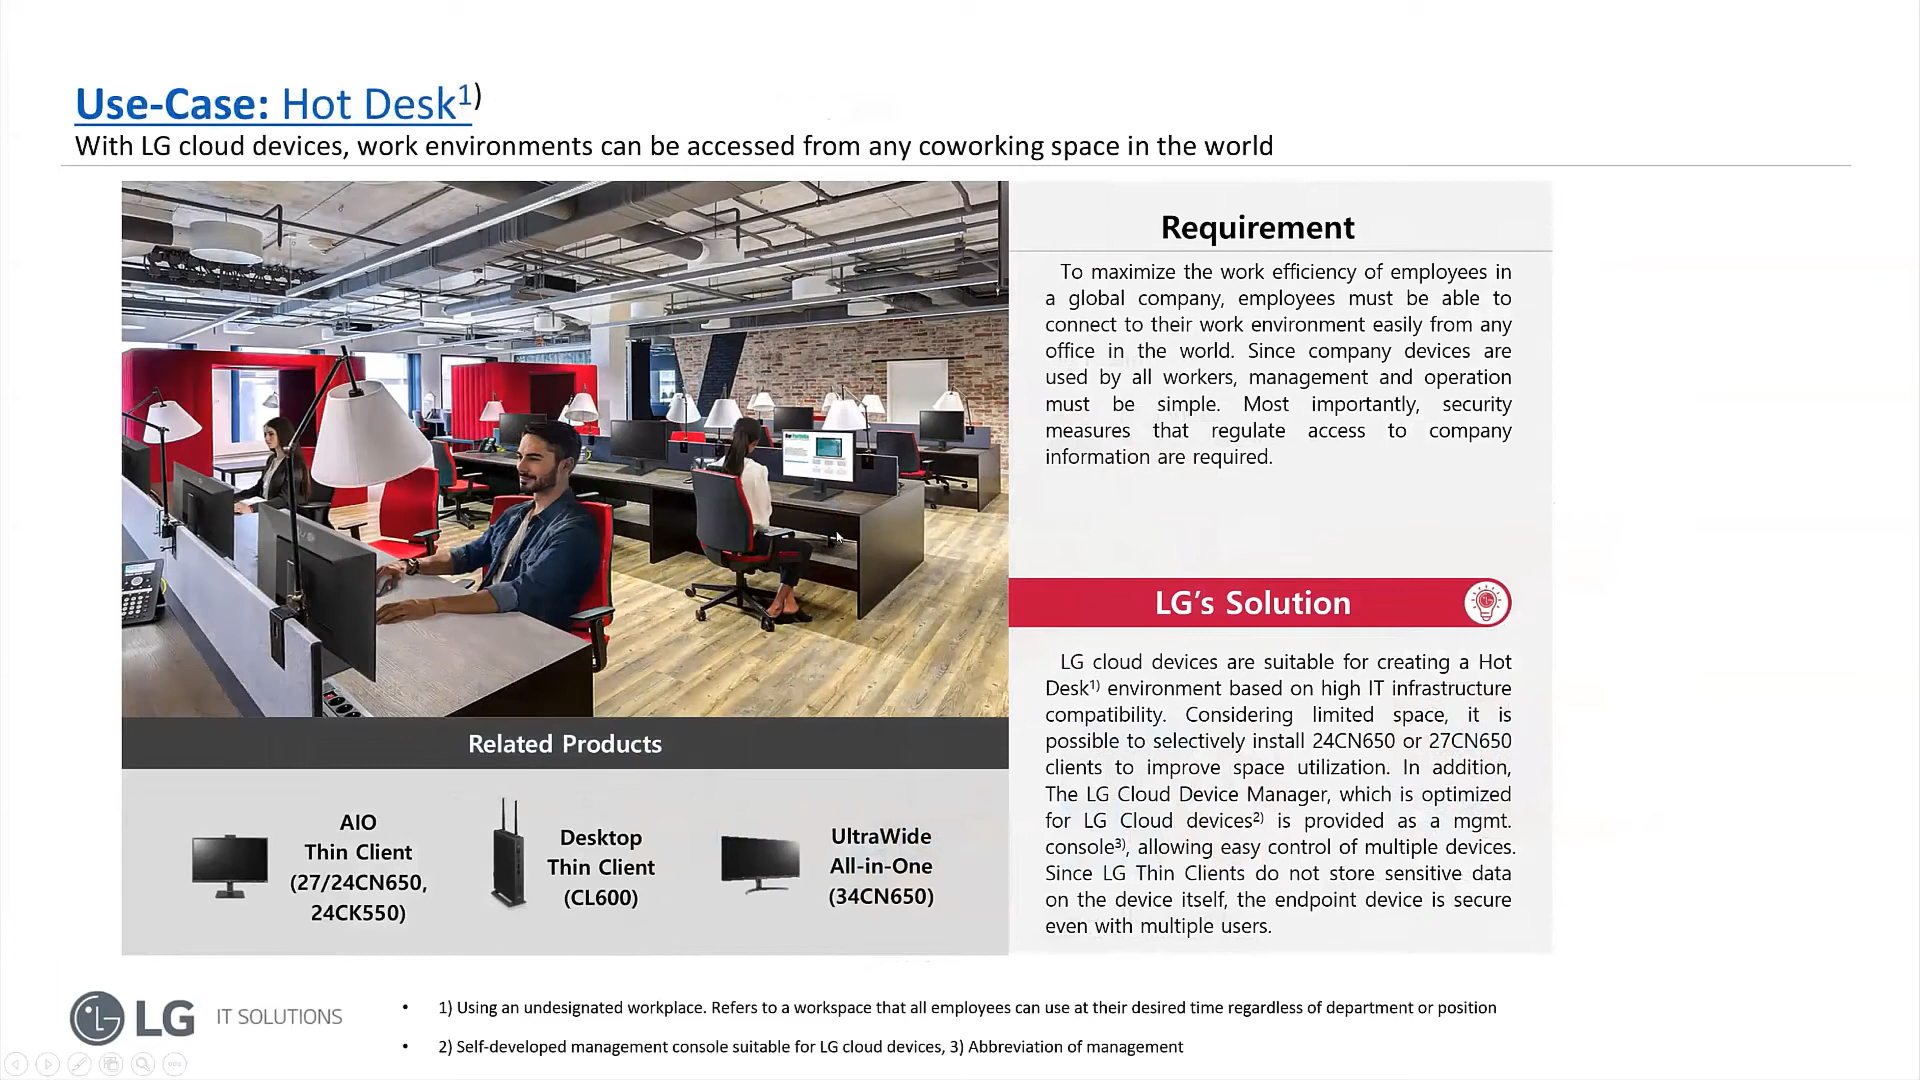 Use-Case: Hot Desk1)
With LG cloud devices, work environments can be accessed from any coworking space in the world
Requirement
To maximize the work efficiency of employees in
a global company, employees must be able to
connect to their work environment easily from any
office in the world. Since company devices are
used by all workers, management and operation
must be simple. Most importantly, security
measures that regulate access to company
information are required.
LG’s Solution
LG cloud devices are suitable for creating a Hot
Desk1) environment based on high IT infrastructure
compatibility. Considering limited space, it is
possible to selectively install 24CN650 or 27CN650
clients to improve space utilization. In addition,
The LG Cloud Device Manager, which is optimized
for LG Cloud devices2) is provided as a mgmt.
console3), allowing easy control of multiple devices.
Since LG Thin Clients do not store sensitive data
on the device itself, the endpoint device is secure
even with multiple users.
Related Products
AIO
Thin Client
(27/24CN650,
24CK550)
Desktop
Thin Client
(CL600)
UltraWide
All-in-One
(34CN650)
LG IT SOLUTIONS
• 1) Using an undesignated workplace. Refers to a workspace that all employees can use at their desired time regardless of department or position
• 2) Self-developed management console suitable for LG cloud devices, 3) Abbreviation of management